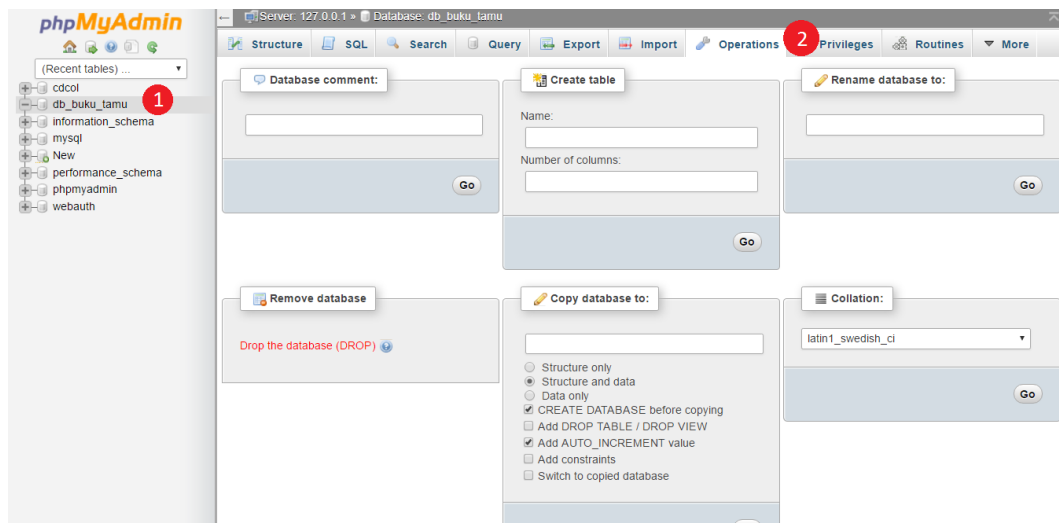 phpMyAdmin
(Recent tables) ...
cdcol
db_buku_tamu
1
information_schema
mysql
New
performance_schema
phpmyadmin
webauth
Server: 127.0.0.1 » Database: db_buku_tamu
Structure SQL Search Query Export Import Operations 2 Privileges Routines More
Database comment:
Go
Create table
Name:
Number of columns:
Go
Rename database to:
Go
Remove database
Drop the database (DROP)
Copy database to:
Structure only
Structure and data
Data only
CREATE DATABASE before copying
Add DROP TABLE / DROP VIEW
Add AUTO_INCREMENT value
Add constraints
Switch to copied database
Collation:
latin1_swedish_ci
Go